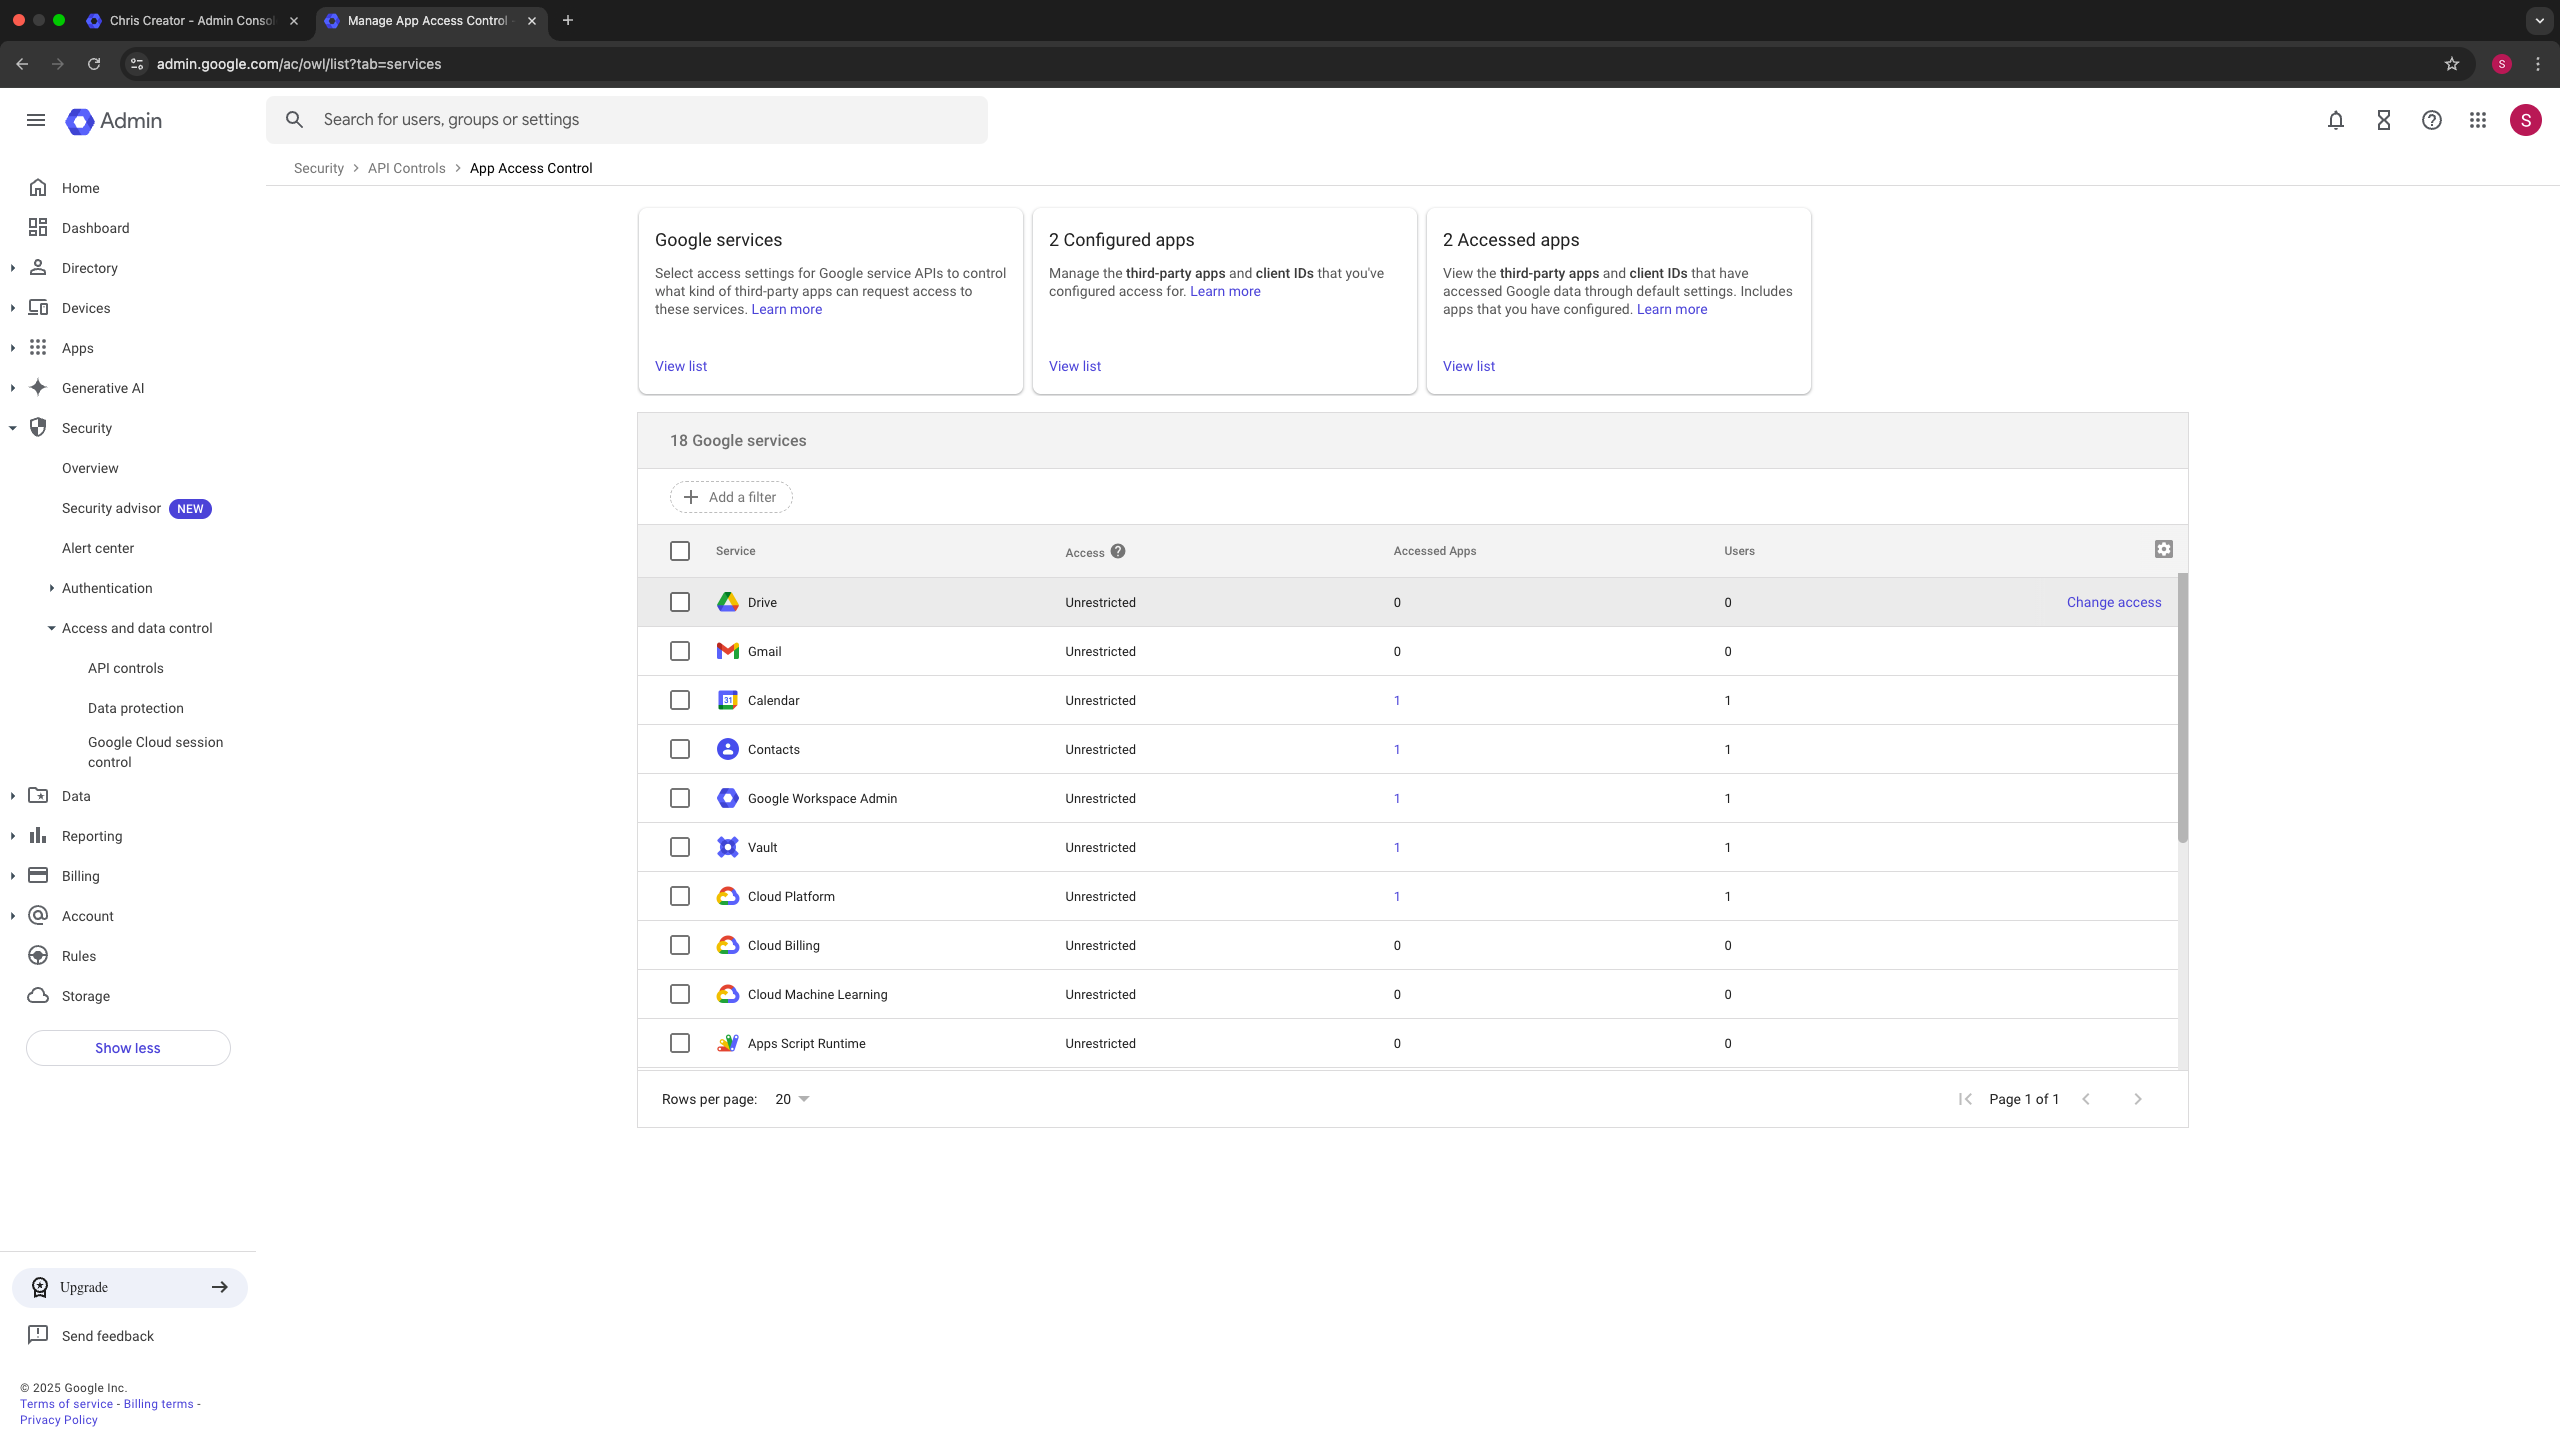 Chris Creator - Admin Consol
Manage App Access Control
admin.google.com/ac/owl/list?tab=services
S
Admin
Search for users, groups or settings
S
Security
API Controls
App Access Control
Home
Dashboard
Directory
Devices
Apps
Generative AI
Security
Overview
Security advisor NEW
Alert center
Authentication
Access and data control
API controls
Data protection
Google Cloud session
control
Data
Reporting
Billing
Account
Rules
Storage
Show less
Upgrade
Send feedback
© 2025 Google Inc.
Terms of service - Billing terms -
Privacy Policy
Google services
Select access settings for Google service APIs to control
what kind of third-party apps can request access to
these services. Learn more
View list
2 Configured apps
Manage the third-party apps and client IDs that you've
configured access for. Learn more
View list
2 Accessed apps
View the third-party apps and client IDs that have
accessed Google data through default settings. Includes
apps that you have configured. Learn more
View list
18 Google services
Add a filter
Service Access Accessed Apps Users
Drive Unrestricted 0 0 Change access
Gmail Unrestricted 0 0
31 Calendar Unrestricted 1 1
Contacts Unrestricted 1 1
Google Workspace Admin Unrestricted 1 1
Vault Unrestricted 1 1
Cloud Platform Unrestricted 1 1
Cloud Billing Unrestricted 0 0
Cloud Machine Learning Unrestricted 0 0
Apps Script Runtime Unrestricted 0 0
Rows per page: 20 Page 1 of 1